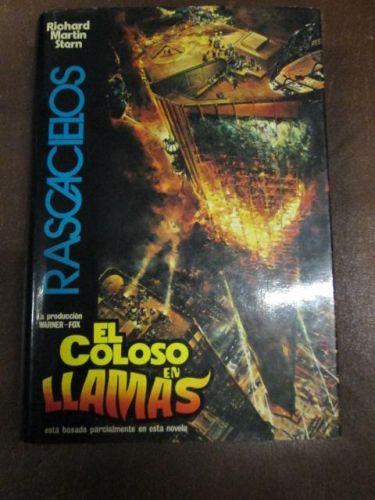 Richard
Martin
Stern
RASCACIELOS
La producción
WARNER-FOX
EL
COLOSO
EN
LLAMAS
está basada parcialmente en esta novela